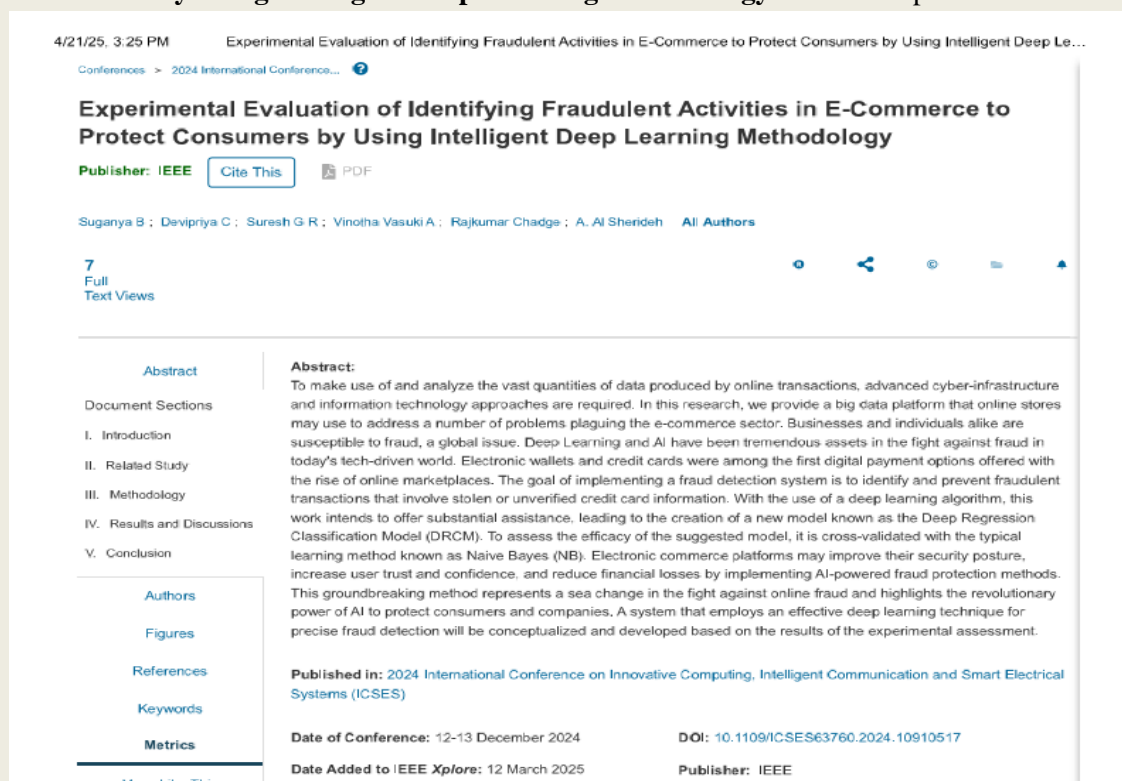 4/21/25, 3:25 PM Experimental Evaluation of Identifying Fraudulent Activities in E-Commerce to Protect Consumers by Using Intelligent Deep Le...
Conferences > 2024 International Conference... ?
Experimental Evaluation of Identifying Fraudulent Activities in E-Commerce to
Protect Consumers by Using Intelligent Deep Learning Methodology
Publisher: IEEE Cite This PDF
Suganya B ; Devipriya C ; Suresh G R ; Vinotha Vasuki A ; Rajkumar Chadge ; A. Al Sherideh All Authors
7
Full
Text Views
Abstract
Document Sections
I. Introduction
II. Related Study
III. Methodology
IV. Results and Discussions
V. Conclusion
Authors
Figures
References
Keywords
Metrics
Abstract:
To make use of and analyze the vast quantities of data produced by online transactions, advanced cyber-infrastructure
and information technology approaches are required. In this research, we provide a big data platform that online stores
may use to address a number of problems plaguing the e-commerce sector. Businesses and individuals alike are
susceptible to fraud, a global issue. Deep Learning and AI have been tremendous assets in the fight against fraud in
today's tech-driven world. Electronic wallets and credit cards were among the first digital payment options offered with
the rise of online marketplaces. The goal of implementing a fraud detection system is to identify and prevent fraudulent
transactions that involve stolen or unverified credit card information. With the use of a deep learning algorithm, this
work intends to offer substantial assistance, leading to the creation of a new model known as the Deep Regression
Classification Model (DRCM). To assess the efficacy of the suggested model, it is cross-validated with the typical
learning method known as Naive Bayes (NB). Electronic commerce platforms may improve their security posture,
increase user trust and confidence, and reduce financial losses by implementing AI-powered fraud protection methods.
This groundbreaking method represents a sea change in the fight against online fraud and highlights the revolutionary
power of AI to protect consumers and companies. A system that employs an effective deep learning technique for
precise fraud detection will be conceptualized and developed based on the results of the experimental assessment.
Published in: 2024 International Conference on Innovative Computing, Intelligent Communication and Smart Electrical
Systems (ICSES)
Date of Conference: 12-13 December 2024 DOI: 10.1109/ICSES63760.2024.10910517
Date Added to IEEE Xplore: 12 March 2025 Publisher: IEEE